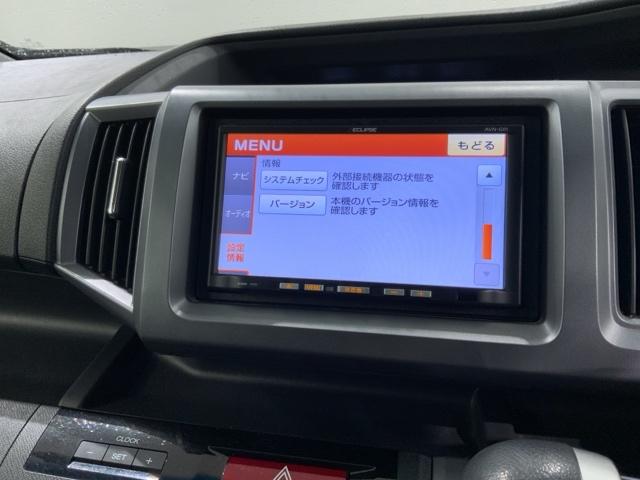 ECLIPSE
MENU
もどる
情報
ナビ
システムチェック
外部接続機器の状態を
確認します
バージョン
本機のバージョン情報を
確認します
オーディオ
設定
情報
MENU
CLOCK
- SET +